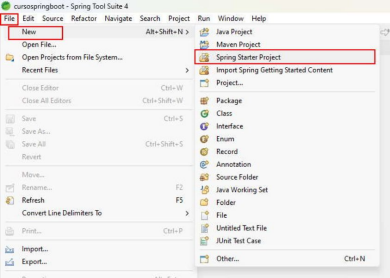 cursospringboot - Spring Tool Suite 4
File Edit Source Refactor Navigate Search Project Run Window Help
New Alt+Shift+N >
Open File...
Open Projects from File System...
Recent Files >
Close Editor Ctrl+W
Close All Editors Ctrl+Shift+W
Save Ctrl+S
Save As...
Save All Ctrl+Shift+S
Revert
Move...
Rename... F2
Refresh F5
Convert Line Delimiters To >
Print... Ctrl+P
Import...
Export...
Java Project
Maven Project
Spring Starter Project
Import Spring Getting Started Content
Project...
Package
Class
Interface
Enum
Record
Annotation
Source Folder
Java Working Set
Folder
File
Untitled Text File
JUnit Test Case
Other... Ctrl+N